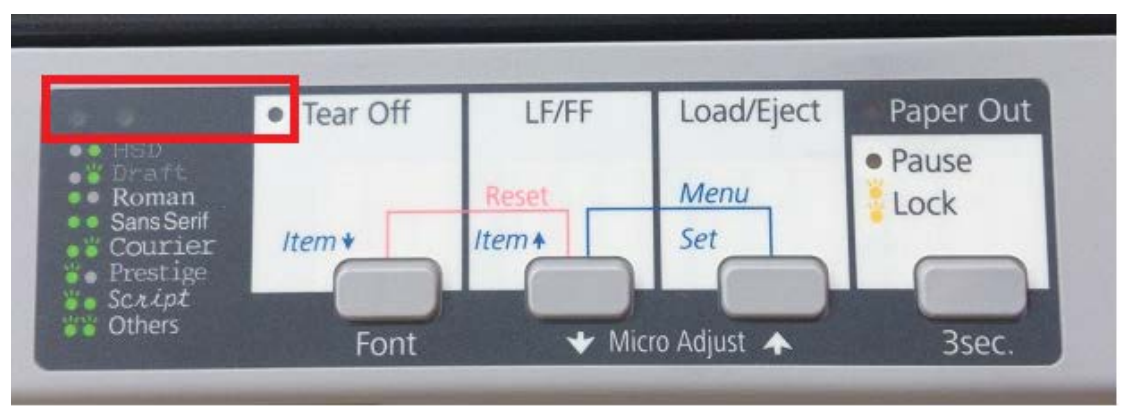 Tear Off
LF/FF
Load/Eject
Paper Out
HSD
Draft
Roman
Sans Serif
Courier
Prestige
Script
Others
Reset
Menu
Item
Item
Set
Pause
Lock
Font
Micro Adjust
3sec.